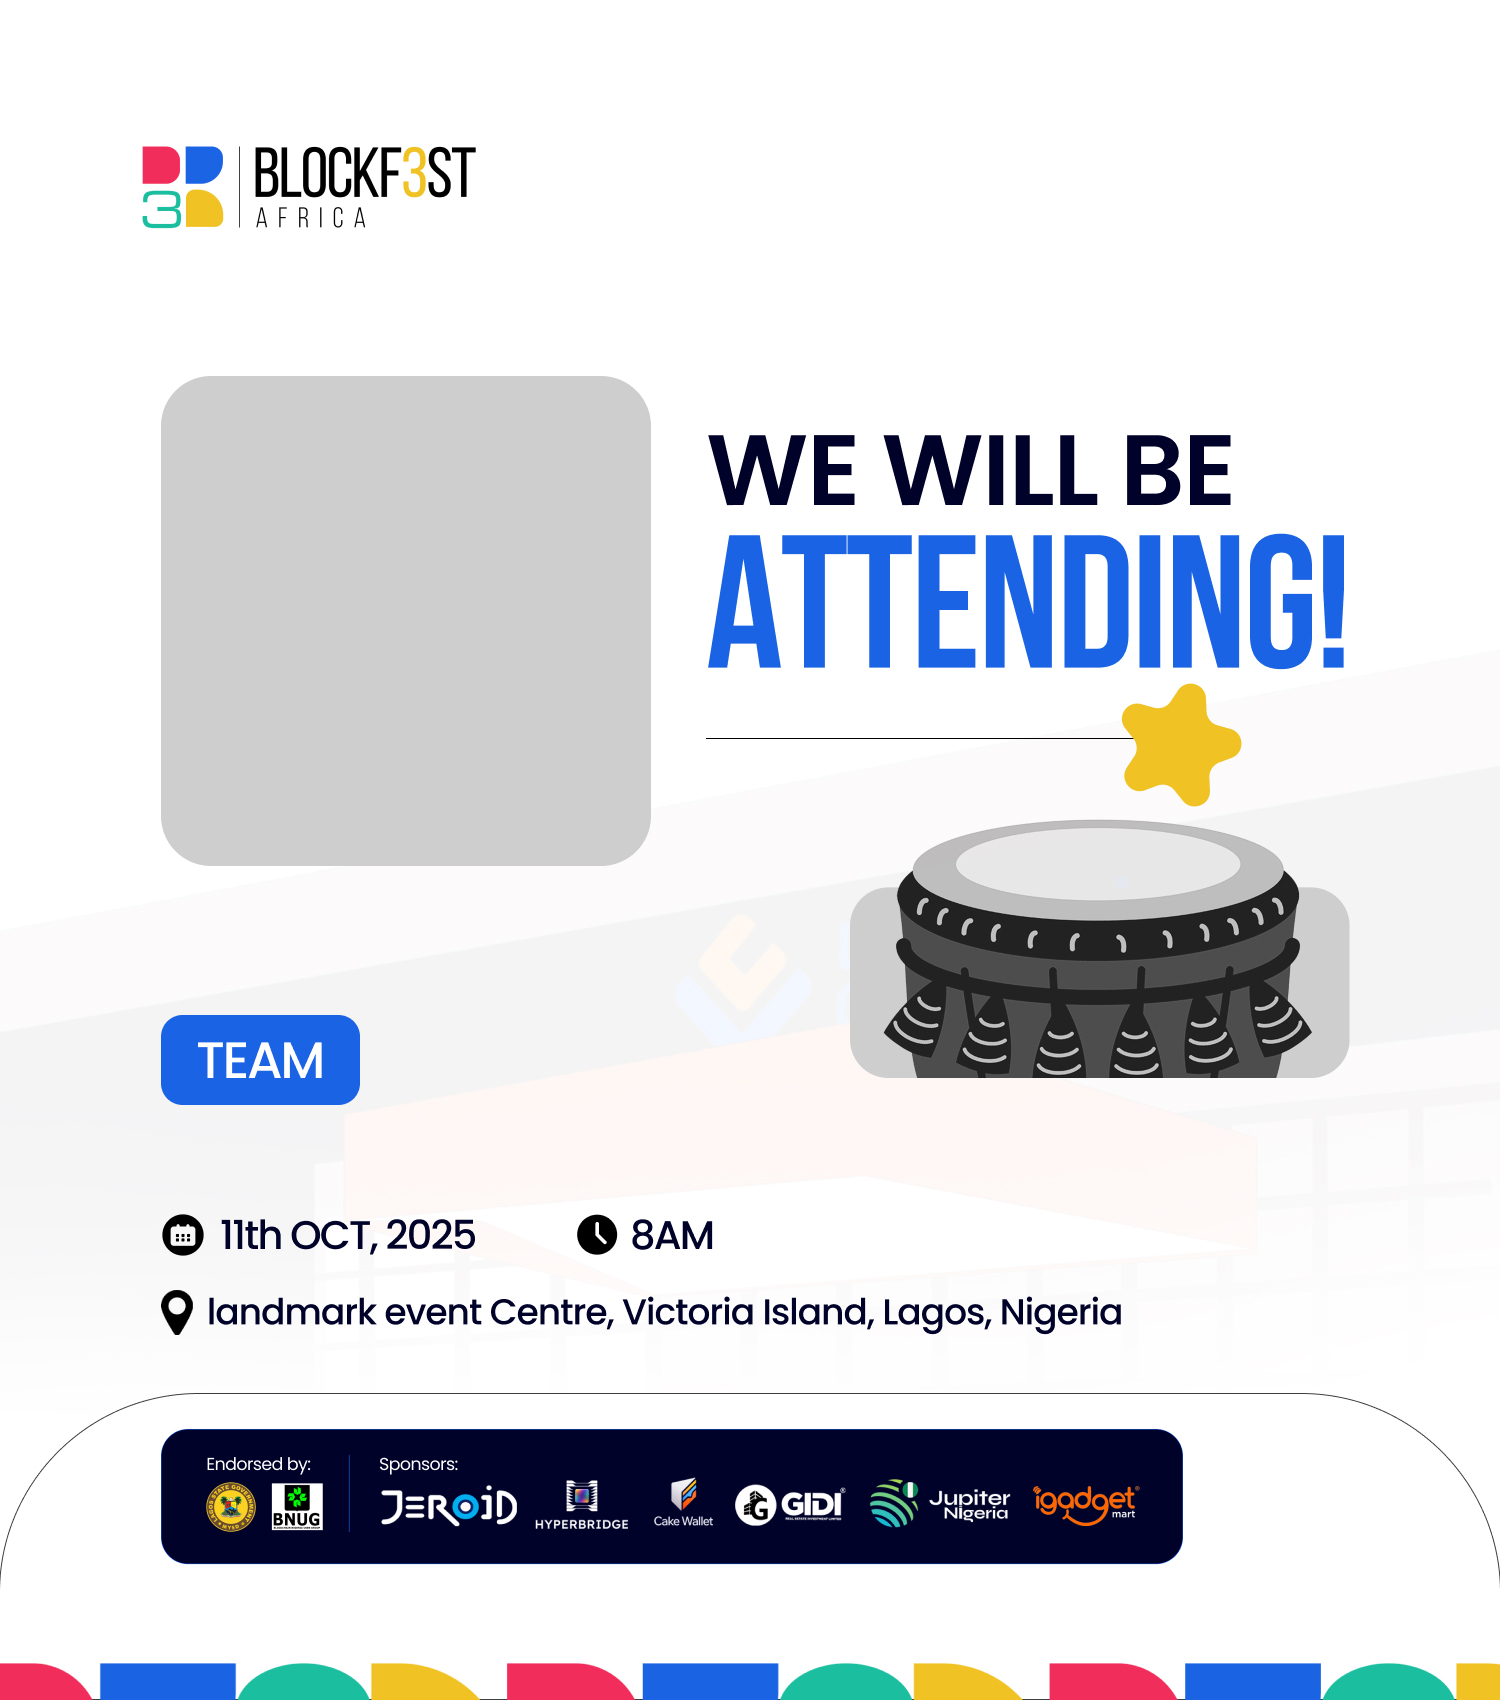 BLOCKF3ST
AFRICA
WE WILL BE
ATTENDING!
TEAM
11th OCT, 2025
8AM
landmark event Centre, Victoria Island, Lagos, Nigeria
Endorsed by:
Sponsors:
BNUG
JEROID
HYPERBRIDGE
Cake Wallet
GIDI
Jupiter
Nigeria
igadget
mart